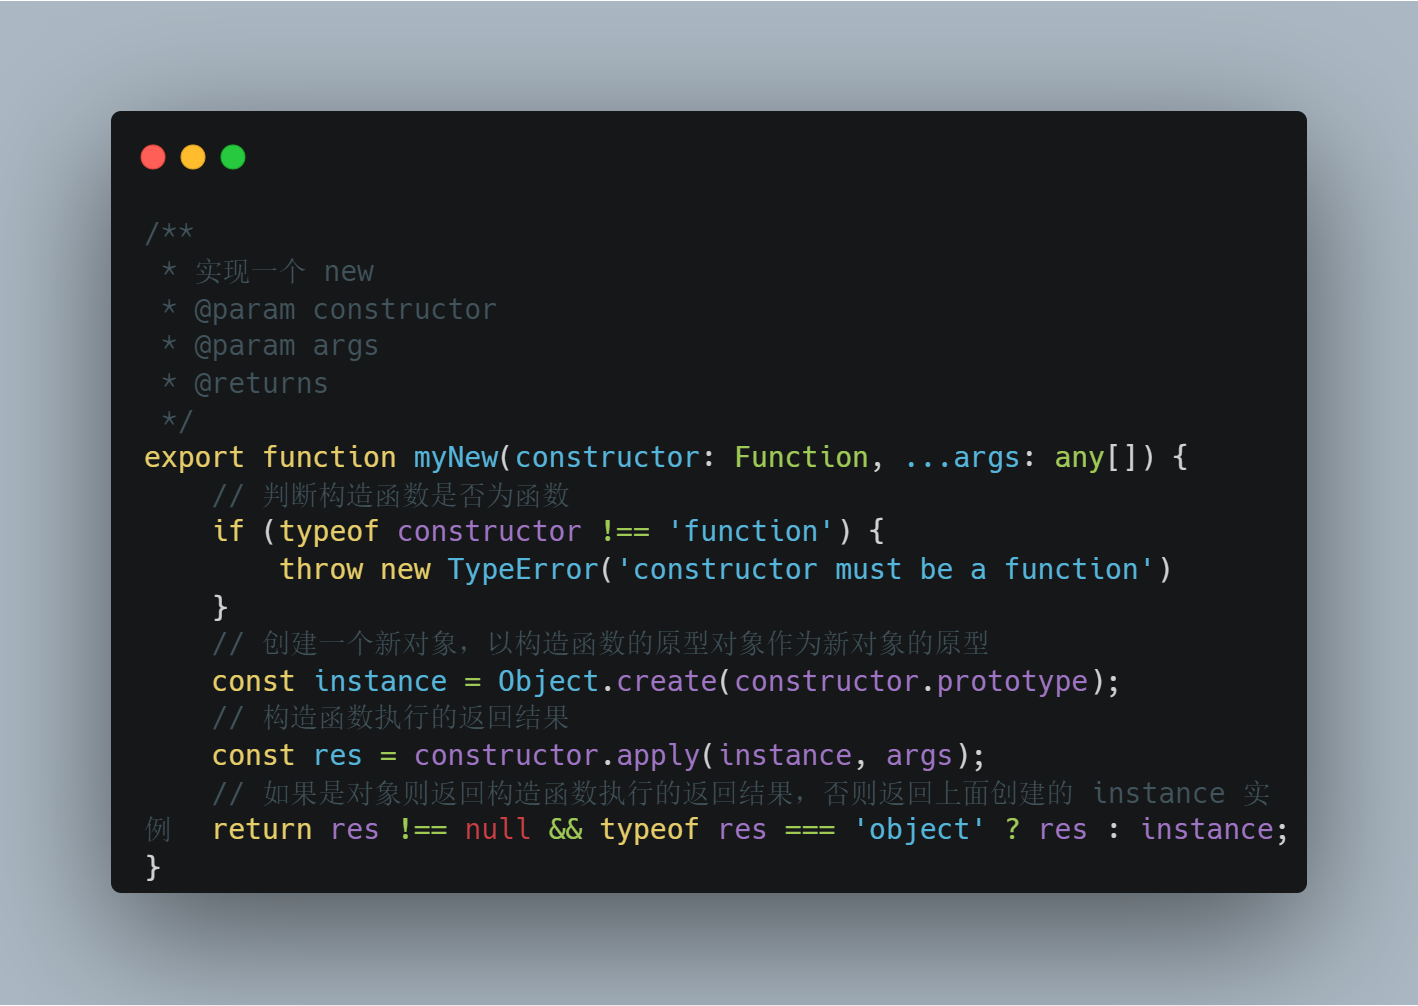 /**
 * 实现一个 new
 * @param constructor
 * @param args
 * @returns
 */
export function myNew(constructor: Function, ...args: any[]) {
    // 判断构造函数是否为函数
    if (typeof constructor !== 'function') {
        throw new TypeError('constructor must be a function')
    }
    // 创建一个新对象，以构造函数的原型对象作为新对象的原型
    const instance = Object.create(constructor.prototype);
    // 构造函数执行的返回结果
    const res = constructor.apply(instance, args);
    // 如果是对象则返回构造函数执行的返回结果，否则返回上面创建的 instance 实
例  return res !== null && typeof res === 'object' ? res : instance;
}